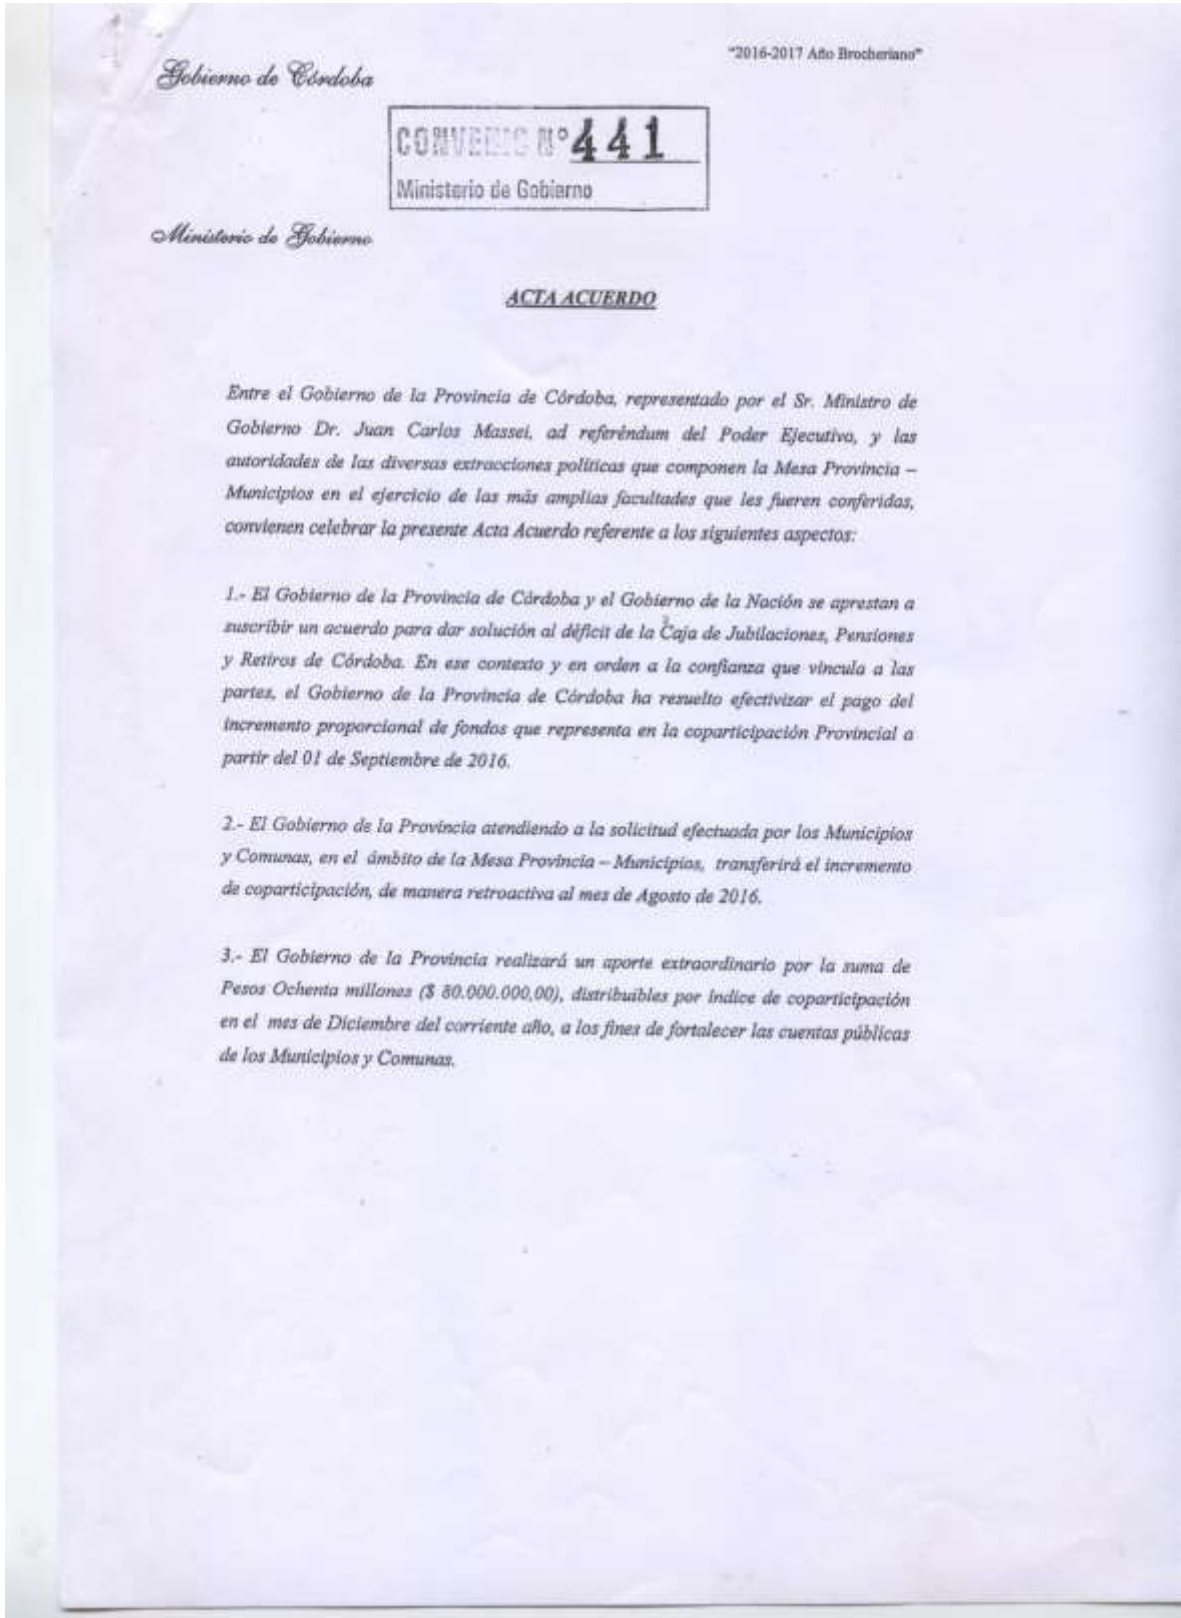 "2016-2017 Año Brocheriano"
Gobierno de Córdoba
CONVENIO N° 441
Ministerio de Gobierno
Ministerio de Gobierno
ACTA ACUERDO
Entre el Gobierno de la Provincia de Córdoba, representado por el Sr. Ministro de
Gobierno Dr. Juan Carlos Massei, ad referéndum del Poder Ejecutivo, y las
autoridades de las diversas extracciones políticas que componen la Mesa Provincia –
Municipios en el ejercicio de las más amplias facultades que les fueren conferidas,
convienen celebrar la presente Acta Acuerdo referente a los siguientes aspectos:
1.- El Gobierno de la Provincia de Córdoba y el Gobierno de la Nación se aprestan a
suscribir un acuerdo para dar solución al déficit de la Caja de Jubilaciones, Pensiones
y Retiros de Córdoba. En ese contexto y en orden a la confianza que vincula a las
partes, el Gobierno de la Provincia de Córdoba ha resuelto efectivizar el pago del
incremento proporcional de fondos que representa en la coparticipación Provincial a
partir del 01 de Septiembre de 2016.
2.- El Gobierno de la Provincia atendiendo a la solicitud efectuada por los Municipios
y Comunas, en el ámbito de la Mesa Provincia – Municipios, transferirá el incremento
de coparticipación, de manera retroactiva al mes de Agosto de 2016.
3.- El Gobierno de la Provincia realizará un aporte extraordinario por la suma de
Pesos Ochenta millones ($ 80.000.000,00), distribuibles por índice de coparticipación
en el mes de Diciembre del corriente año, a los fines de fortalecer las cuentas públicas
de los Municipios y Comunas.